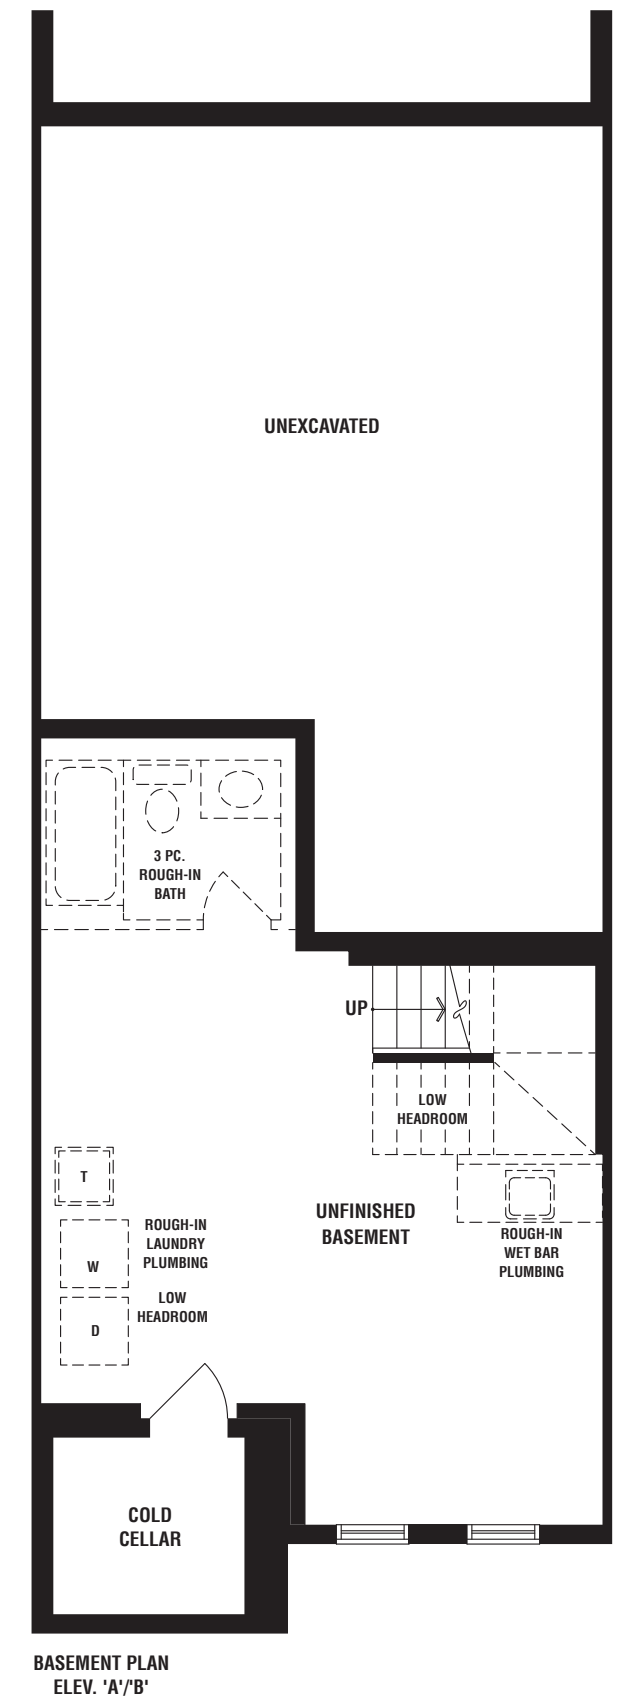 UNEXCAVATED
3 PC.
ROUGH-IN
BATH
UP
LOW
HEADROOM
T
UNFINISHED
BASEMENT
ROUGH-IN
LAUNDRY
PLUMBING
W
ROUGH-IN
WET BAR
PLUMBING
LOW
HEADROOM
D
COLD
CELLAR
BASEMENT PLAN
ELEV. 'A'/'B'